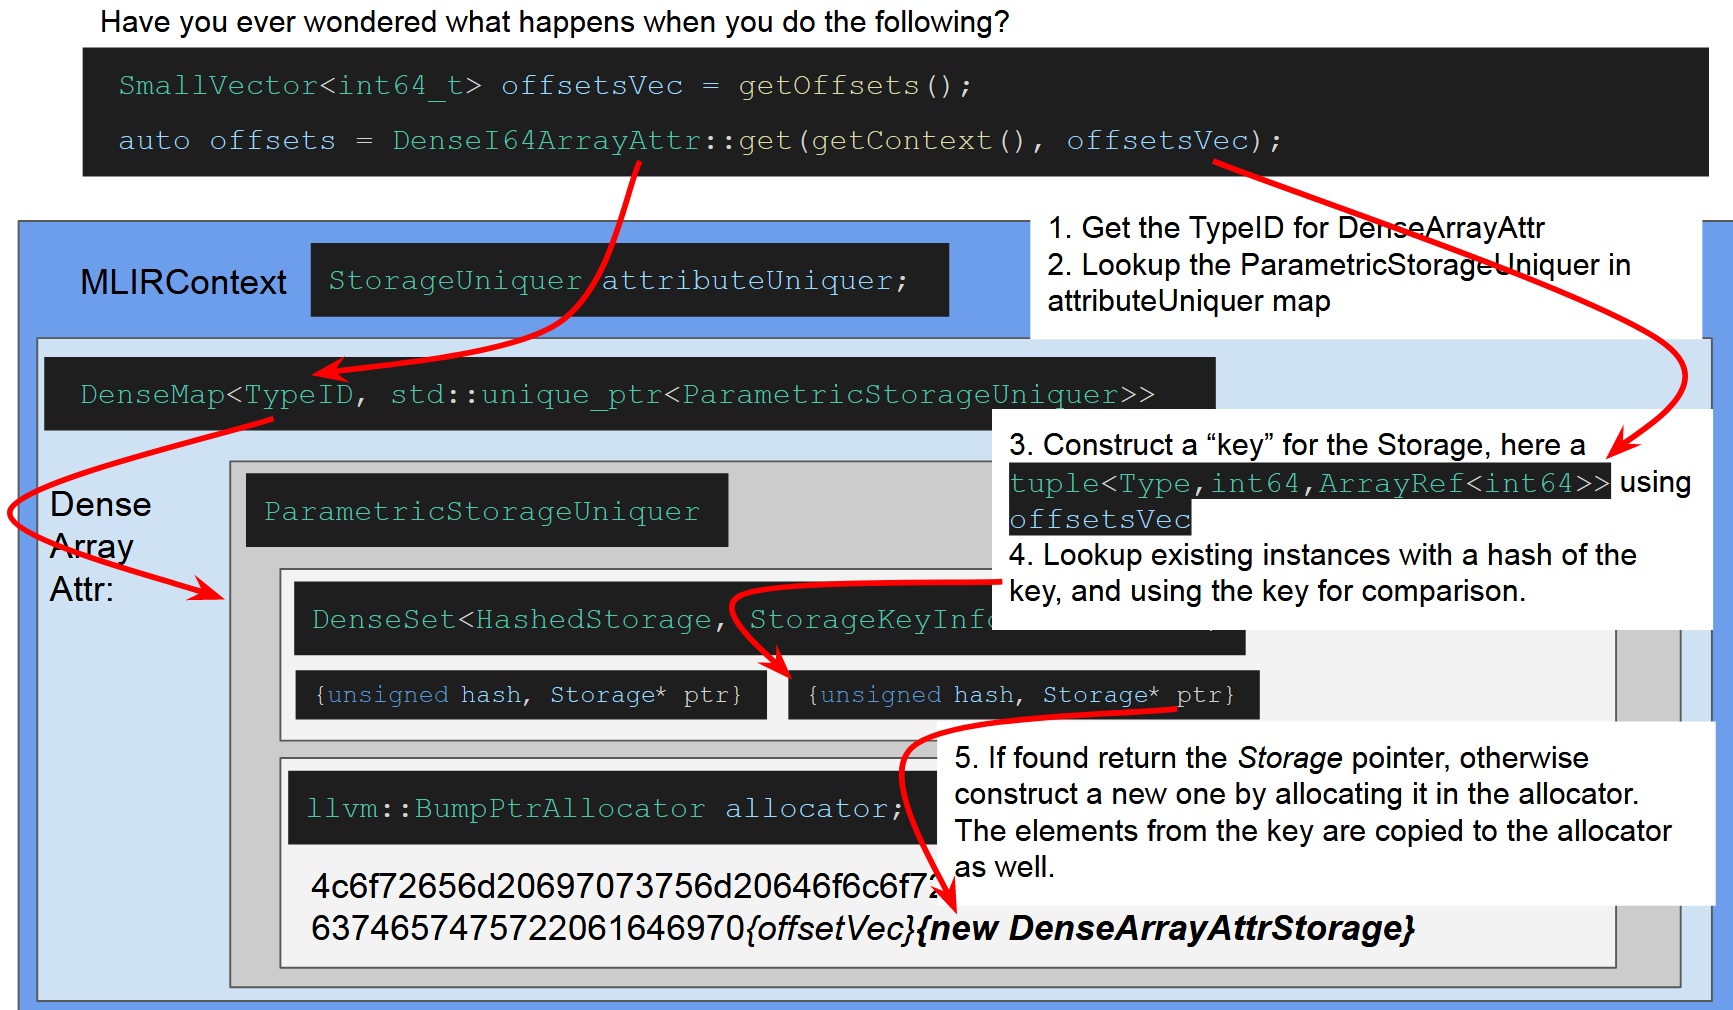 Have you ever wondered what happens when you do the following?
SmallVector<int64_t> offsetsVec = getOffsets();
auto offsets = DenseI64ArrayAttr::get(getContext(), offsetsVec);
1. Get the TypeID for DenseArrayAttr
2. Lookup the ParametricStorageUniquer in
attributeUniquer map
MLIRContext
StorageUniquer attributeUniquer;
DenseMap<TypeID, std::unique_ptr<ParametricStorageUniquer>>
3. Construct a “key” for the Storage, here a
tuple<Type,int64,ArrayRef<int64>> using
offsetsVec
4. Lookup existing instances with a hash of the
key, and using the key for comparison.
Dense
Array
Attr:
ParametricStorageUniquer
DenseSet<HashedStorage, StorageKeyInfo
{unsigned hash, Storage* ptr}
{unsigned hash, Storage* ptr}
5. If found return the Storage pointer, otherwise
construct a new one by allocating it in the allocator.
The elements from the key are copied to the allocator
as well.
llvm::BumpPtrAllocator allocator;
4c6f72656d20697073756d20646f6c6f72
6374657475722061646970{offsetVec}{new DenseArrayAttrStorage}